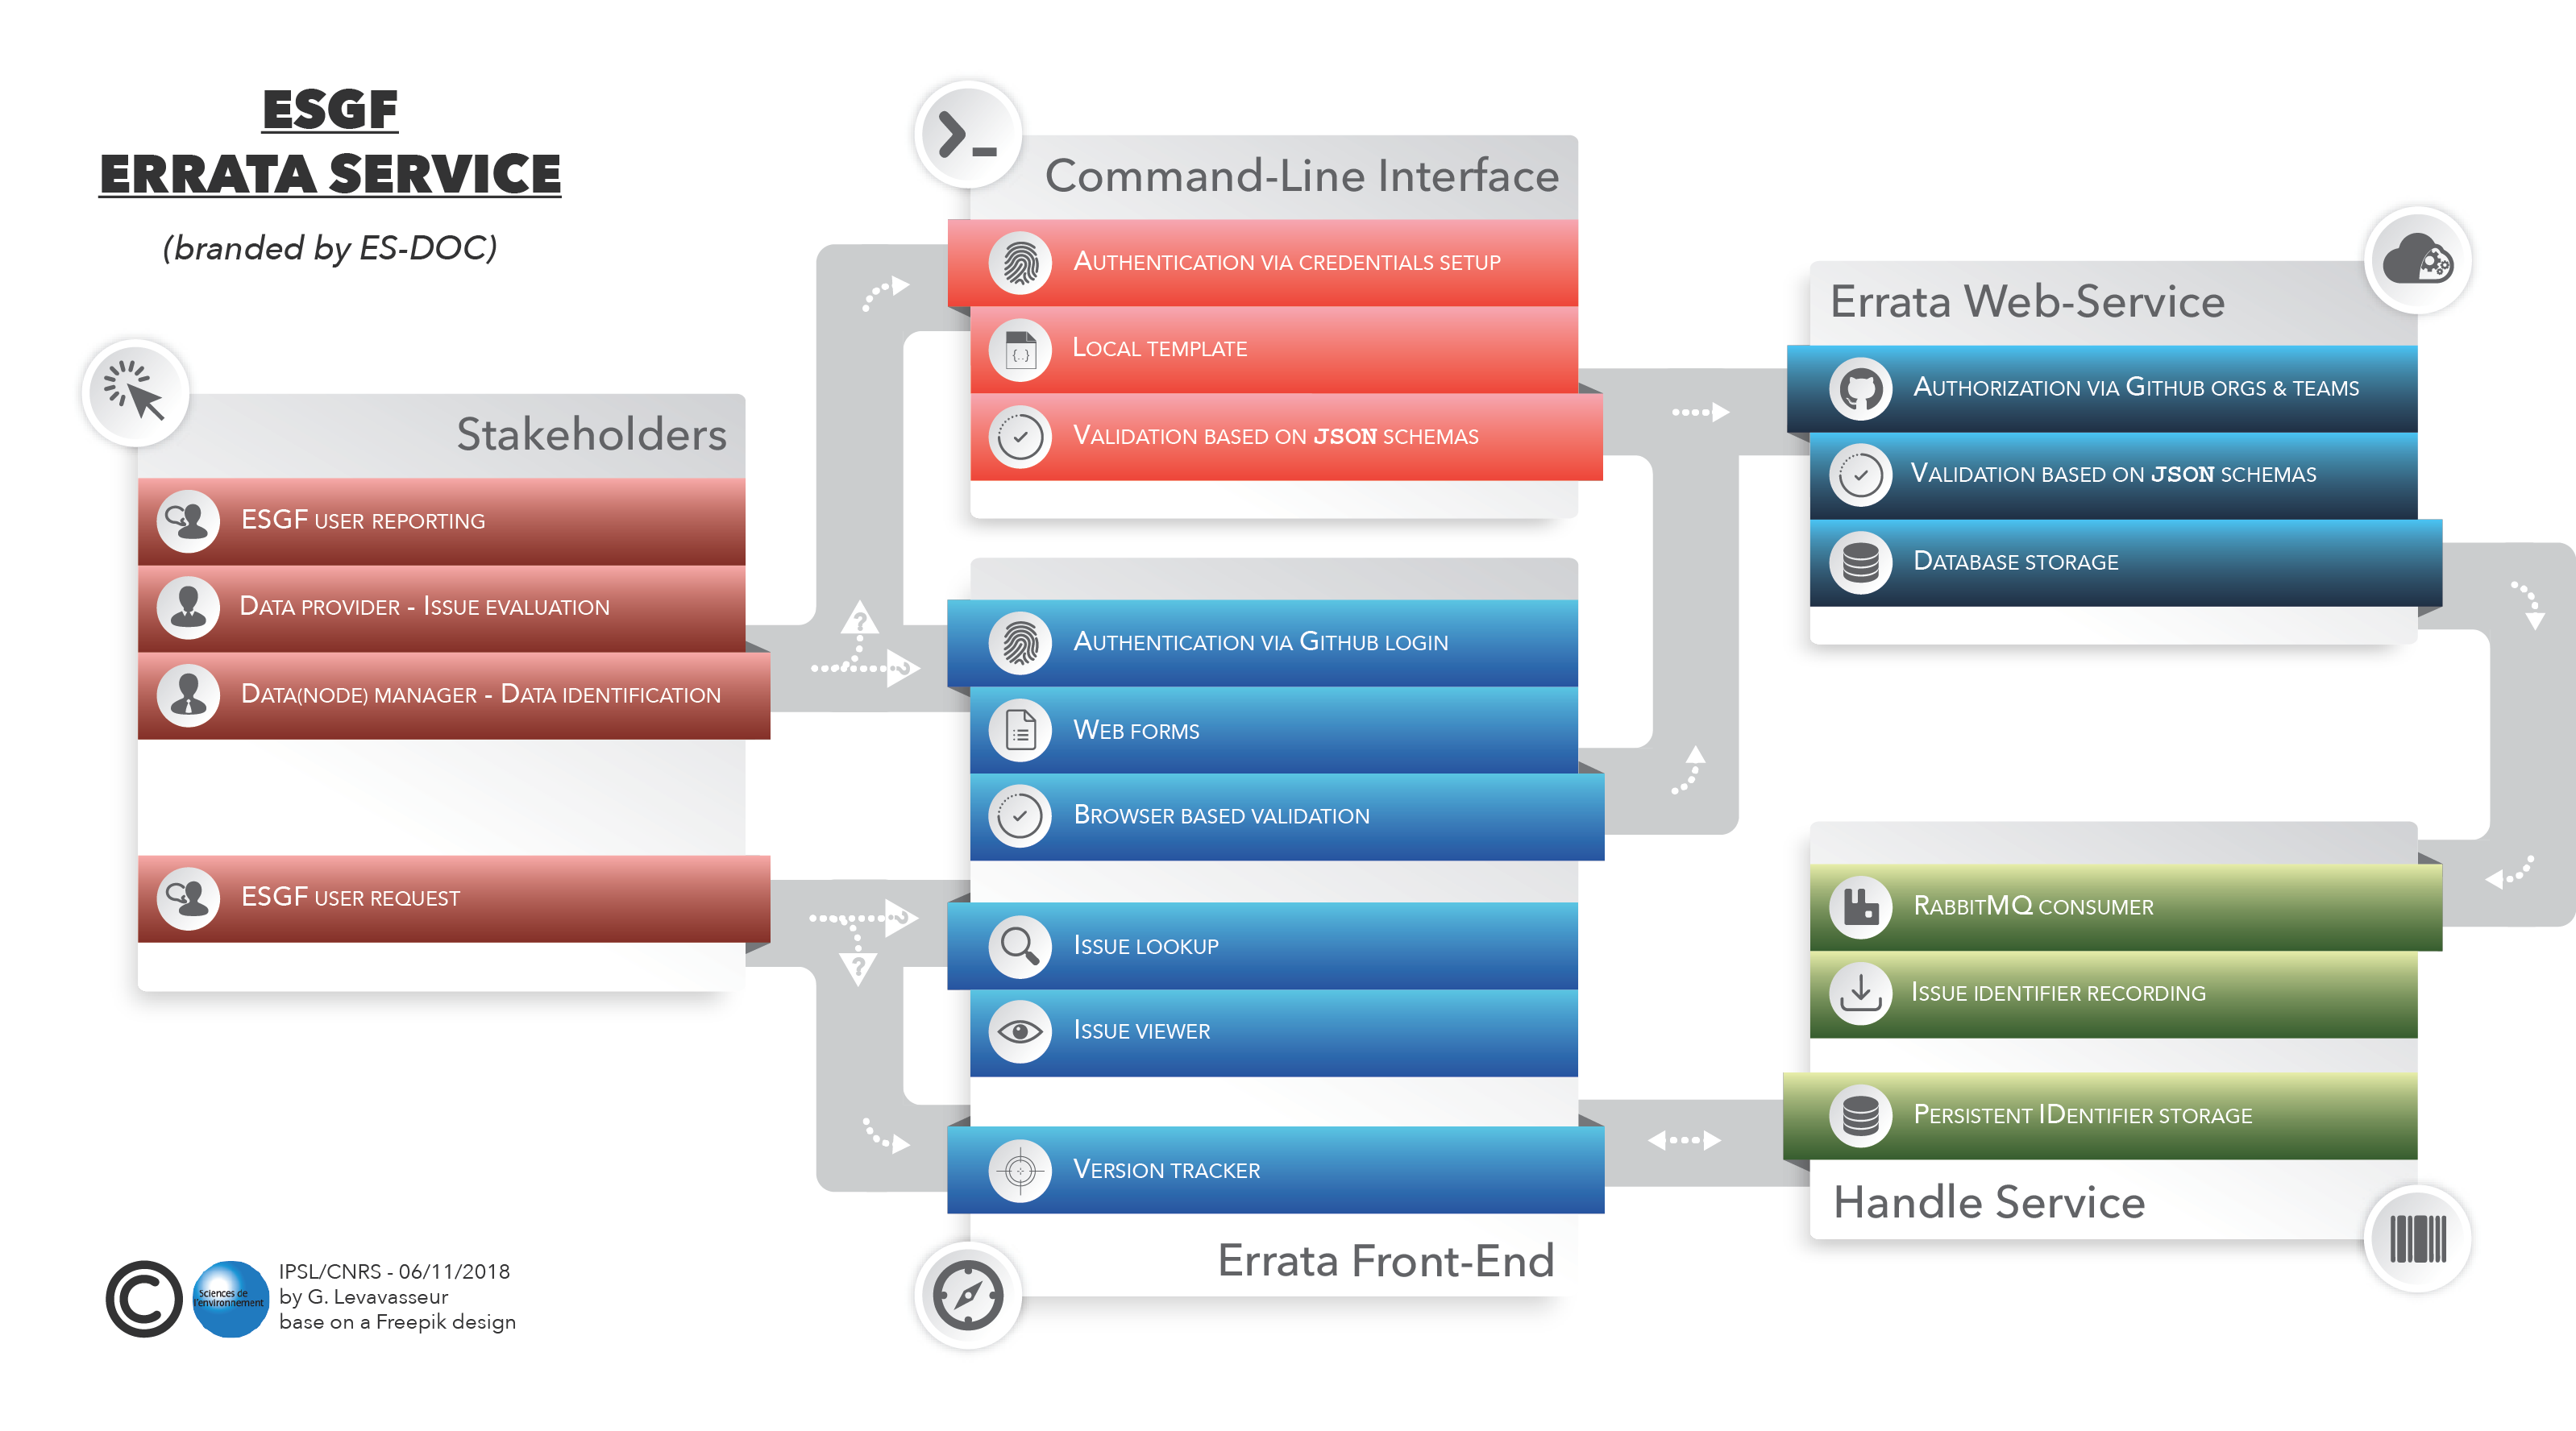 ESGF
ERRATA SERVICE
(branded by ES-DOC)
Stakeholders
ESGF user reporting
Data provider - Issue evaluation
Data(node) manager - Data identification
ESGF user request
Command-Line Interface
Authentication via credentials setup
{..}
Local template
Validation based on JSON schemas
?
?
Authentication via Github login
Web forms
Browser based validation
?
?
Issue lookup
Issue viewer
Version tracker
Errata Front-End
Errata Web-Service
Authorization via Github orgs & teams
Validation based on JSON schemas
Database storage
RabbitMQ consumer
Issue identifier recording
Persistent IDentifier storage
Handle Service
©
Sciences de
l'environnement
IPSL/CNRS - 06/11/2018
by G. Levavasseur
base on a Freepik design